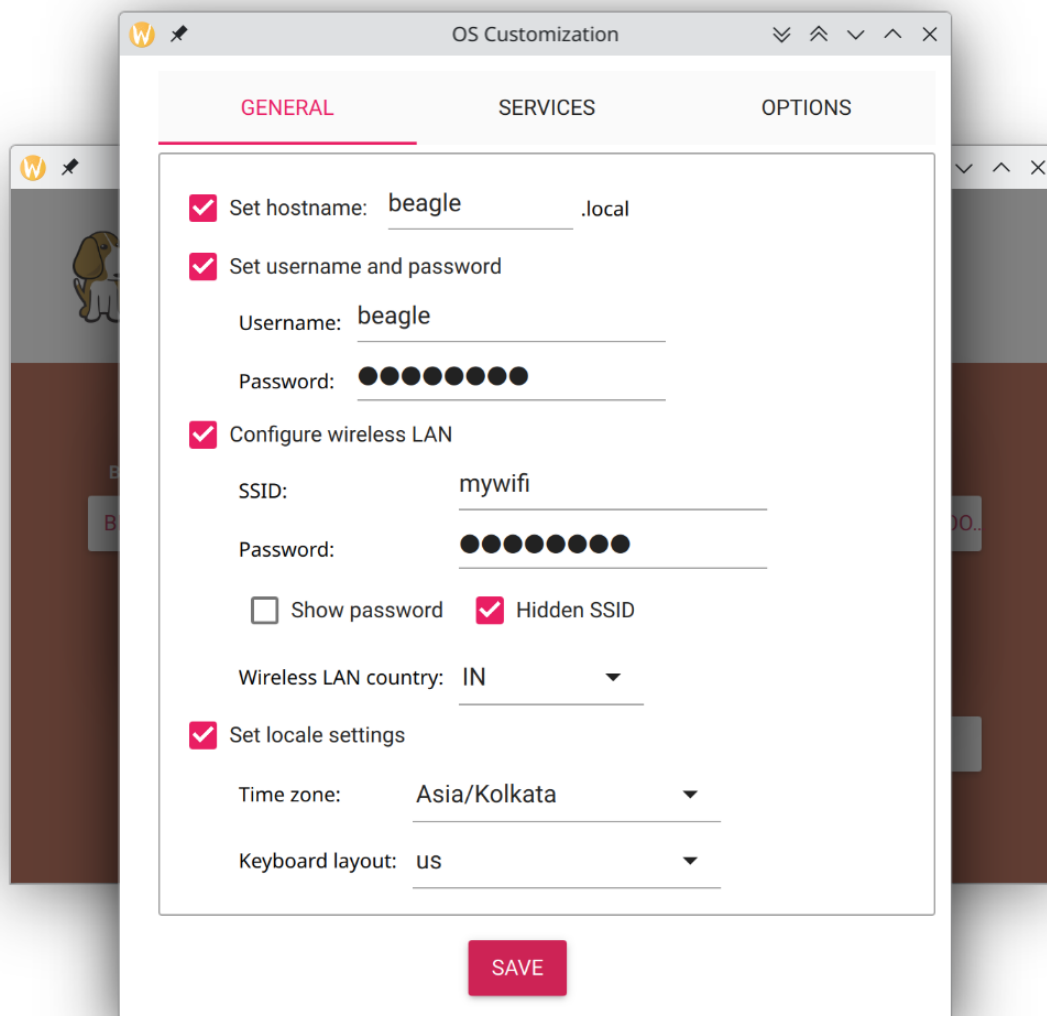 OS Customization
GENERAL SERVICES OPTIONS
Set hostname: beagle .local
Set username and password
Username: beagle
Password: ●●●●●●●●
Configure wireless LAN
SSID: mywifi
Password: ●●●●●●●●
Show password Hidden SSID
Wireless LAN country: IN
Set locale settings
Time zone: Asia/Kolkata
Keyboard layout: us
SAVE